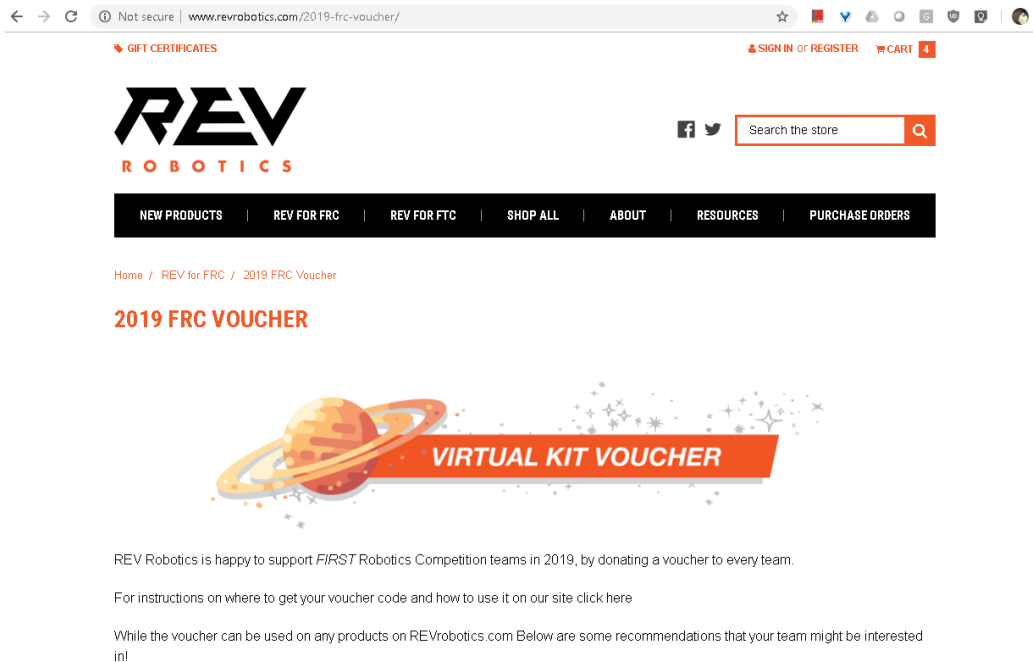 Not secure | www.revrobotics.com/2019-frc-voucher/
GIFT CERTIFICATES
SIGN IN or REGISTER CART 4
REV
ROBOTICS
Search the store
NEW PRODUCTS | REV FOR FRC | REV FOR FTC | SHOP ALL | ABOUT | RESOURCES | PURCHASE ORDERS
Home / REV for FRC / 2019 FRC Voucher
2019 FRC VOUCHER
VIRTUAL KIT VOUCHER
REV Robotics is happy to support FIRST Robotics Competition teams in 2019, by donating a voucher to every team.
For instructions on where to get your voucher code and how to use it on our site click here
While the voucher can be used on any products on REVrobotics.com Below are some recommendations that your team might be interested
in!